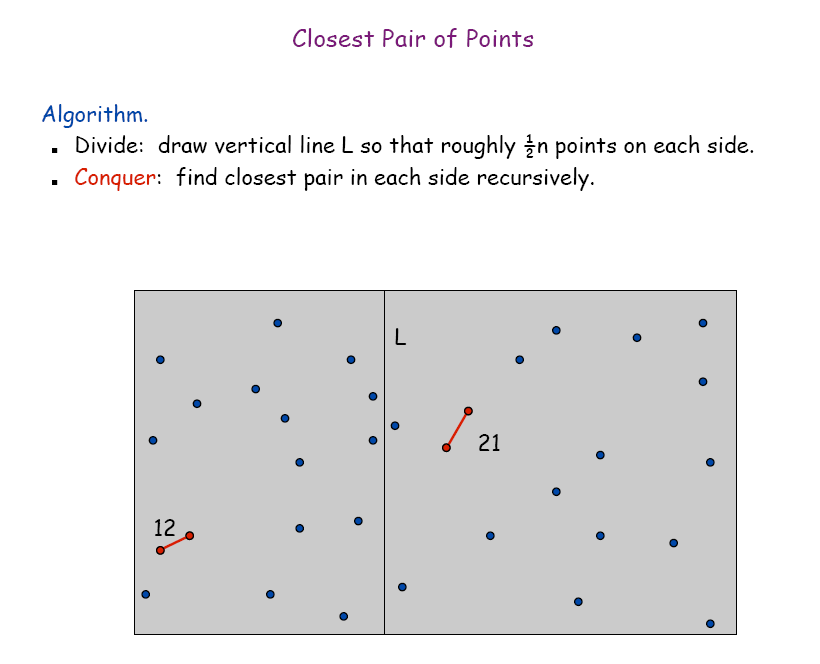 Closest Pair of Points
Algorithm.
▪ Divide: draw vertical line L so that roughly ½n points on each side.
▪ Conquer: find closest pair in each side recursively.
L
21
12